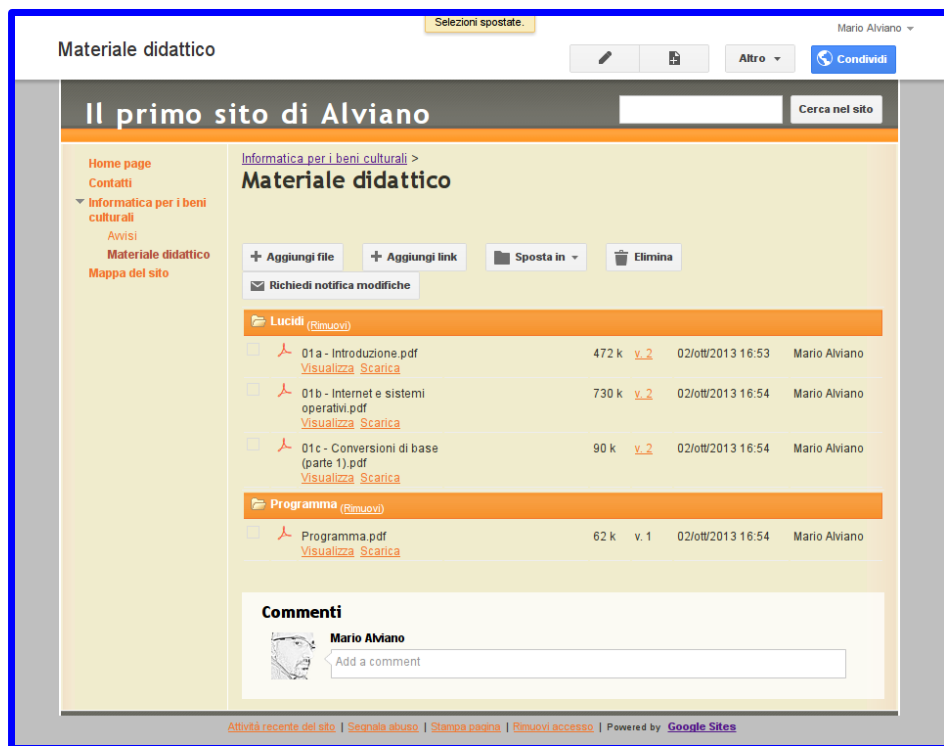 Selezioni spostate.
Mario Alviano
Materiale didattico
Altro
Condividi
Il primo sito di Alviano
Cerca nel sito
Home page
Contatti
Informatica per i beni
culturali
Avvisi
Materiale didattico
Mappa del sito
Informatica per i beni culturali >
Materiale didattico
Aggiungi file
Aggiungi link
Sposta in
Elimina
Richiedi notifica modifiche
Lucidi (Rimuovi)
01a - Introduzione.pdf 472 k v. 2 02/ott/2013 16:53 Mario Alviano
Visualizza Scarica
01b - Internet e sistemi 730 k v. 2 02/ott/2013 16:54 Mario Alviano
operativi.pdf
Visualizza Scarica
01c - Conversioni di base 90 k v. 2 02/ott/2013 16:54 Mario Alviano
(parte 1).pdf
Visualizza Scarica
Programma (Rimuovi)
Programma.pdf 62 k v. 1 02/ott/2013 16:54 Mario Alviano
Visualizza Scarica
Commenti
Mario Alviano
Add a comment
Attività recente del sito | Segnala abuso | Stampa pagina | Rimuovi accesso | Powered by Google Sites